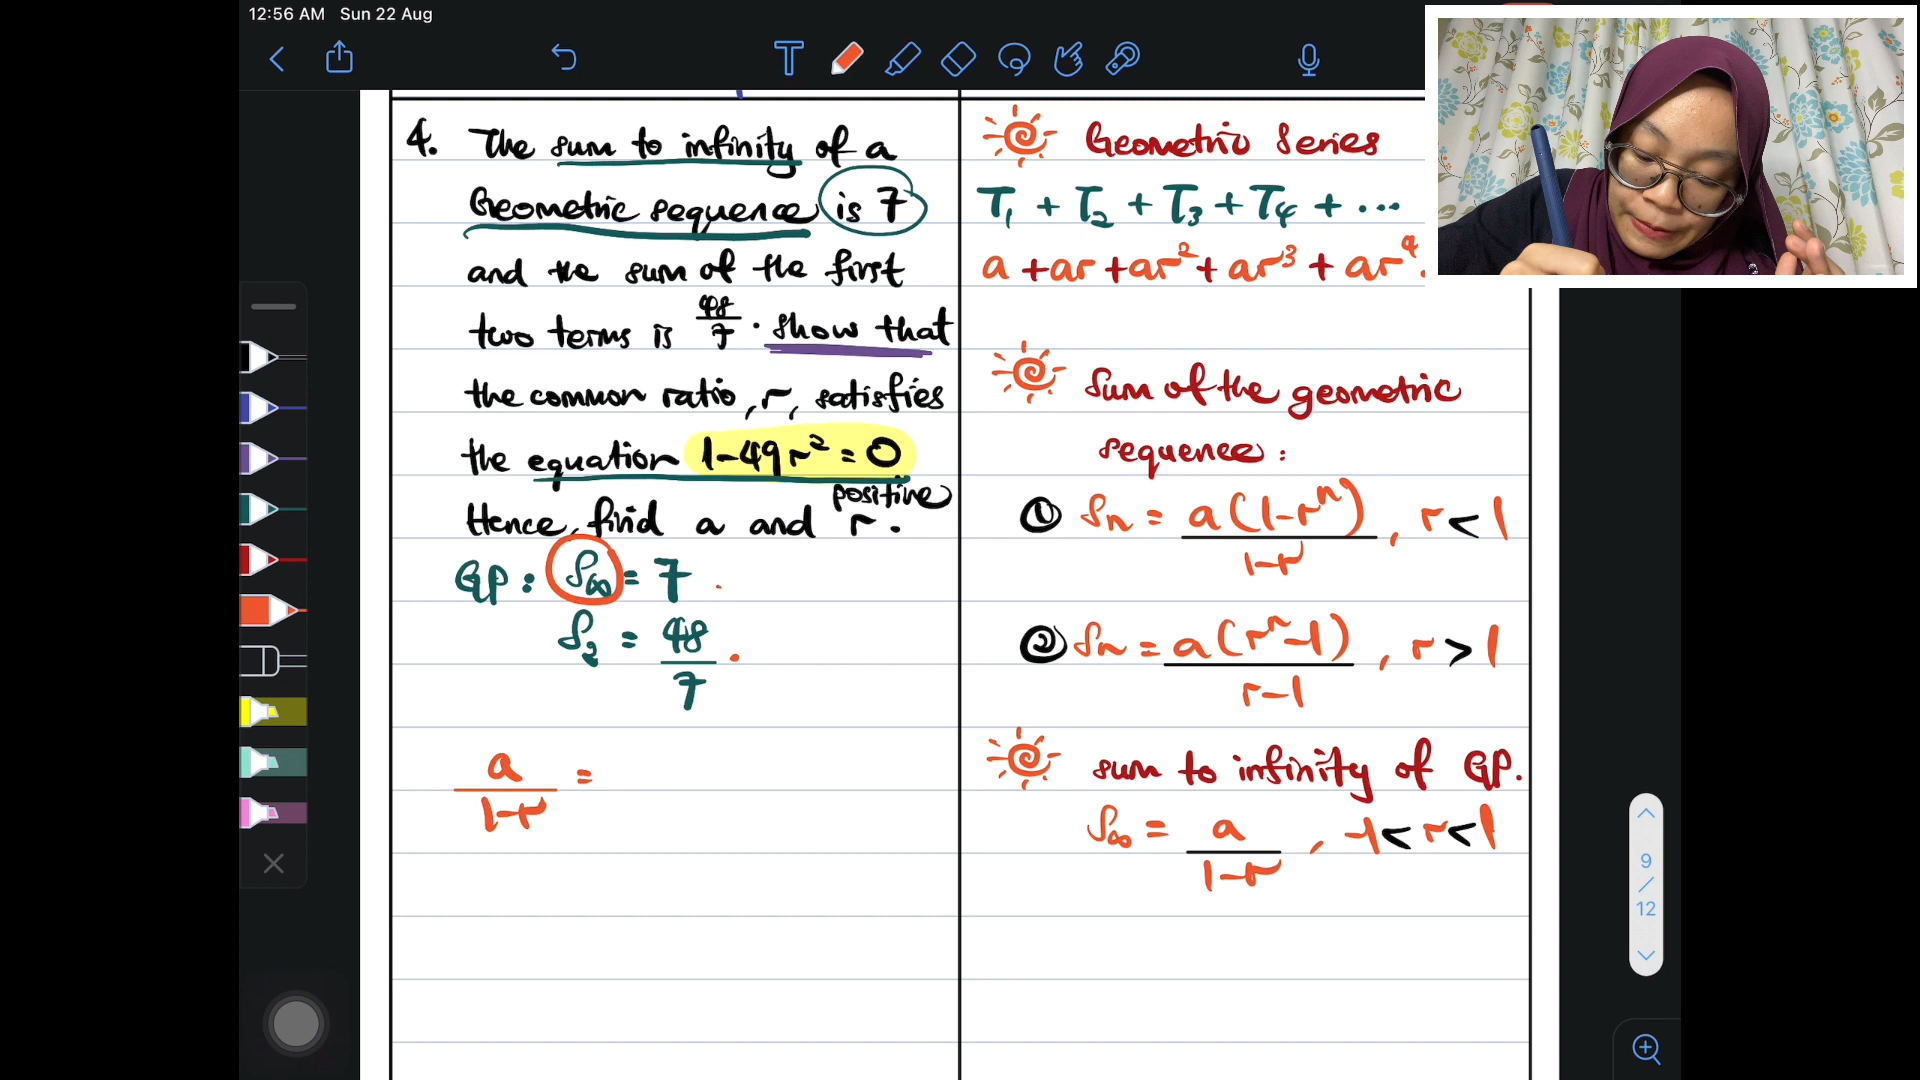 12:56 AM Sun 22 Aug
4. The sum to infinity of a
Geometric sequence is 7
and the sum of the first
two terms is 48/7. Show that
the common ratio, r, satisfies
the equation 1-49r² = 0
positive
Hence, find a and r.
GP: S∞ = 7
S₂ = 48/7
a/(1-r) =
Geometric Series
T₁ + T₂ + T₃ + T₄ + ...
a + ar + ar² + ar³ + ar⁴
Sum of the geometric
sequence:
① Sn = a(1-rⁿ)/(1-r), r < 1
② Sn = a(rⁿ-1)/(r-1), r > 1
sum to infinity of GP.
S∞ = a/(1-r), -1 < r < 1
9
/
12